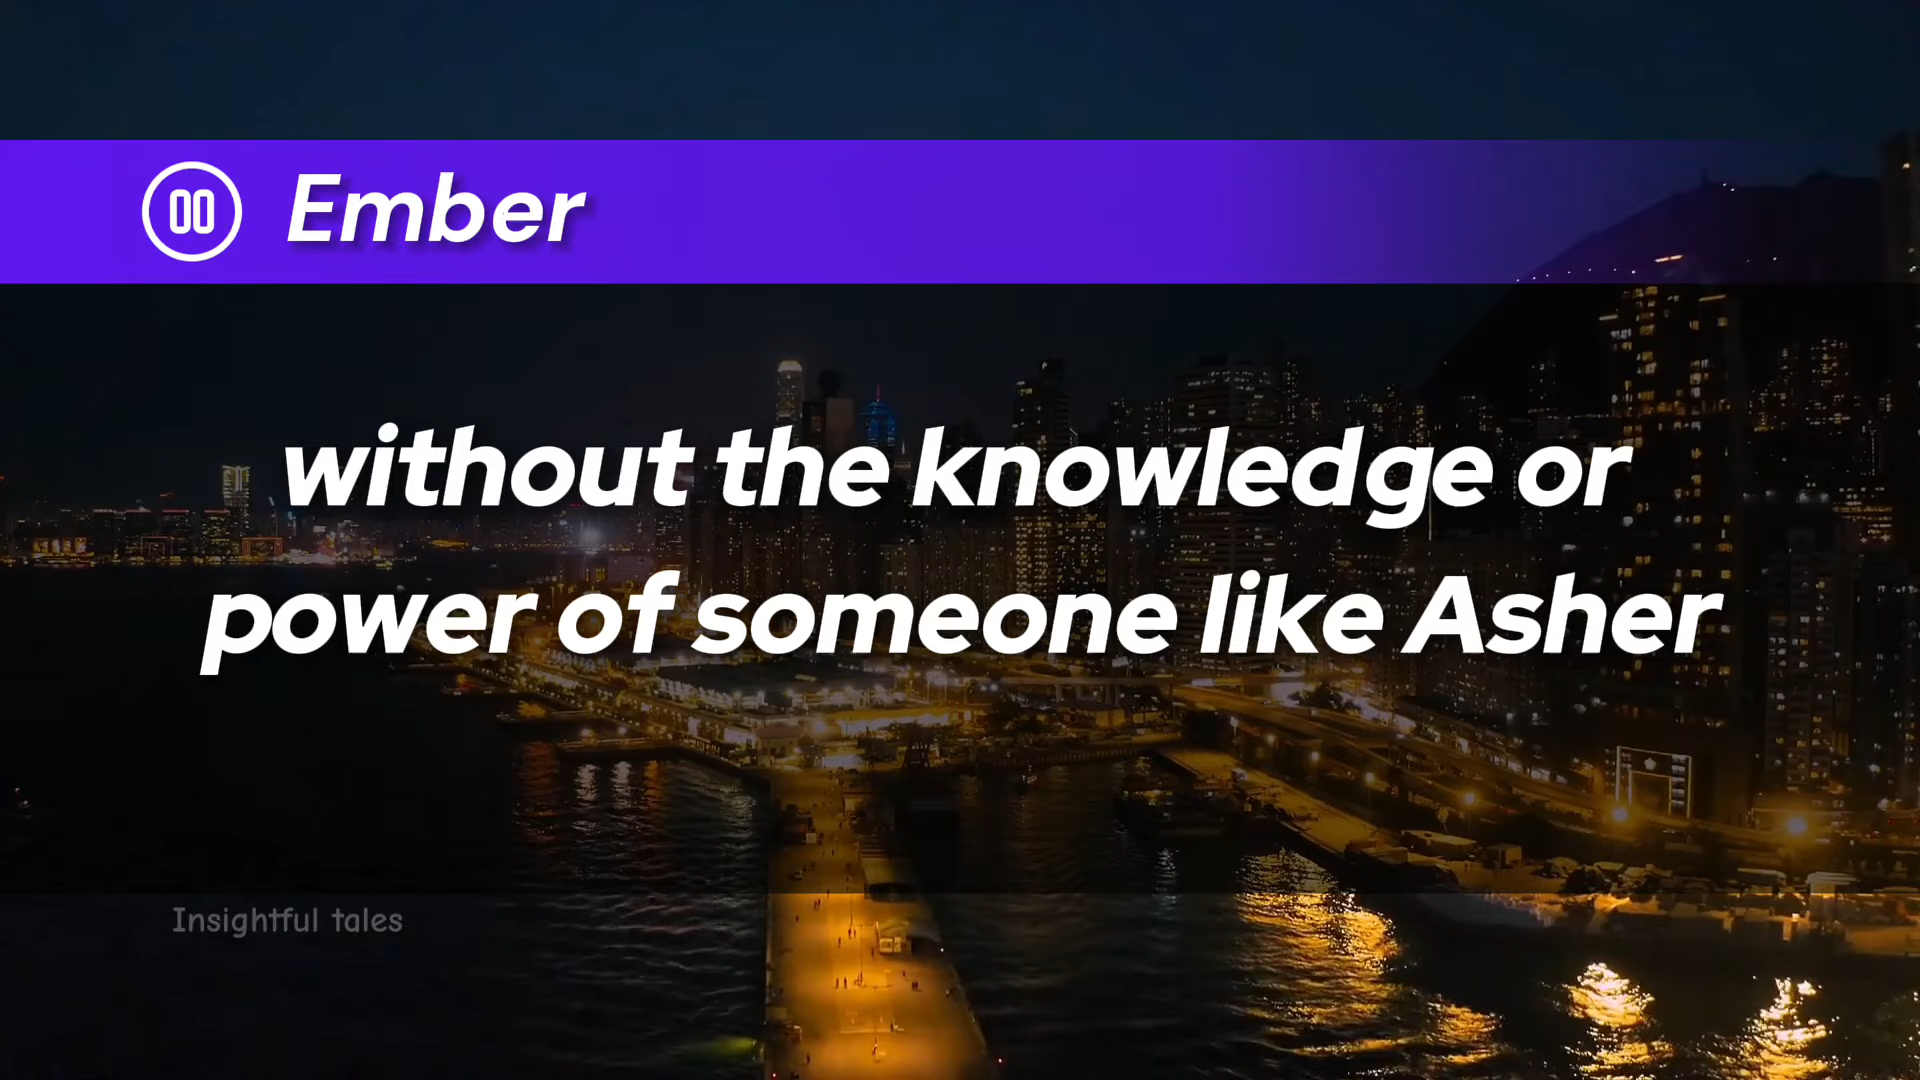 Ember
without the knowledge or
power of someone like Asher
Insightful tales